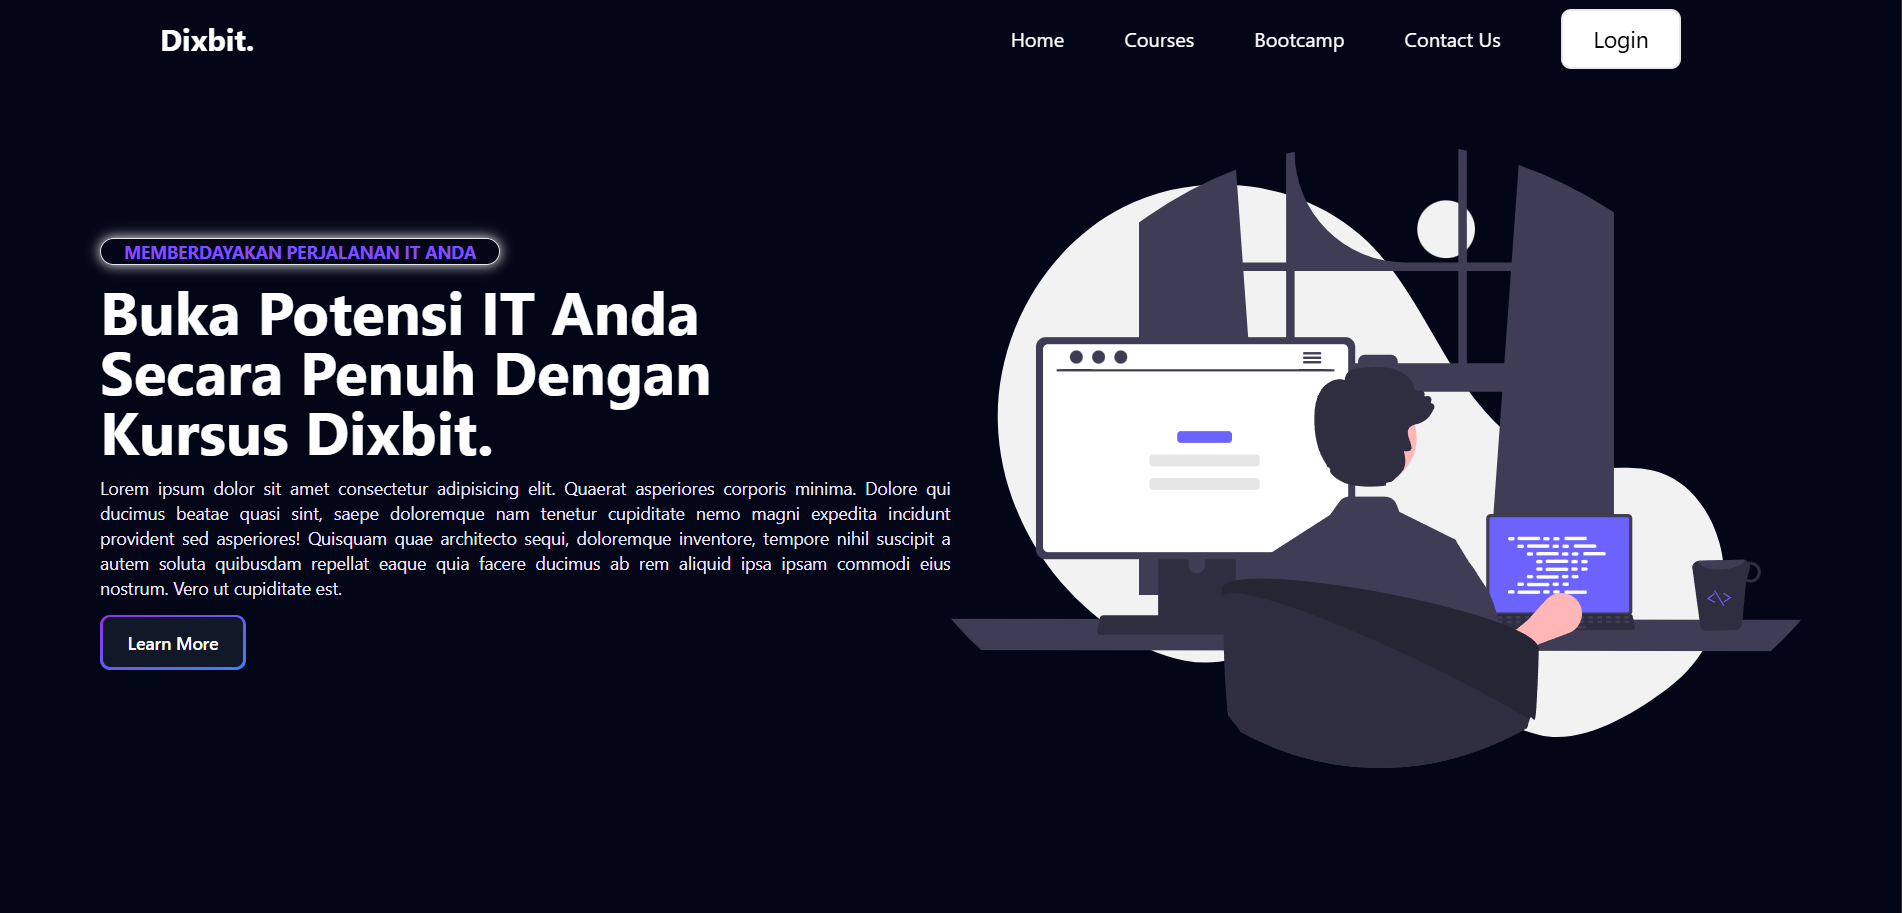 Dixbit.
Home
Courses
Bootcamp
Contact Us
Login
MEMBERDAYAKAN PERJALANAN IT ANDA
Buka Potensi IT Anda
Secara Penuh Dengan
Kursus Dixbit.
Lorem ipsum dolor sit amet consectetur adipisicing elit. Quaerat asperiores corporis minima. Dolore qui
ducimus beatae quasi sint, saepe doloremque nam tenetur cupiditate nemo magni expedita incidunt
provident sed asperiores! Quisquam quae architecto sequi, doloremque inventore, tempore nihil suscipit a
autem soluta quibusdam repellat eaque quia facere ducimus ab rem aliquid ipsa ipsam commodi eius
nostrum. Vero ut cupiditate est.
Learn More
<\>